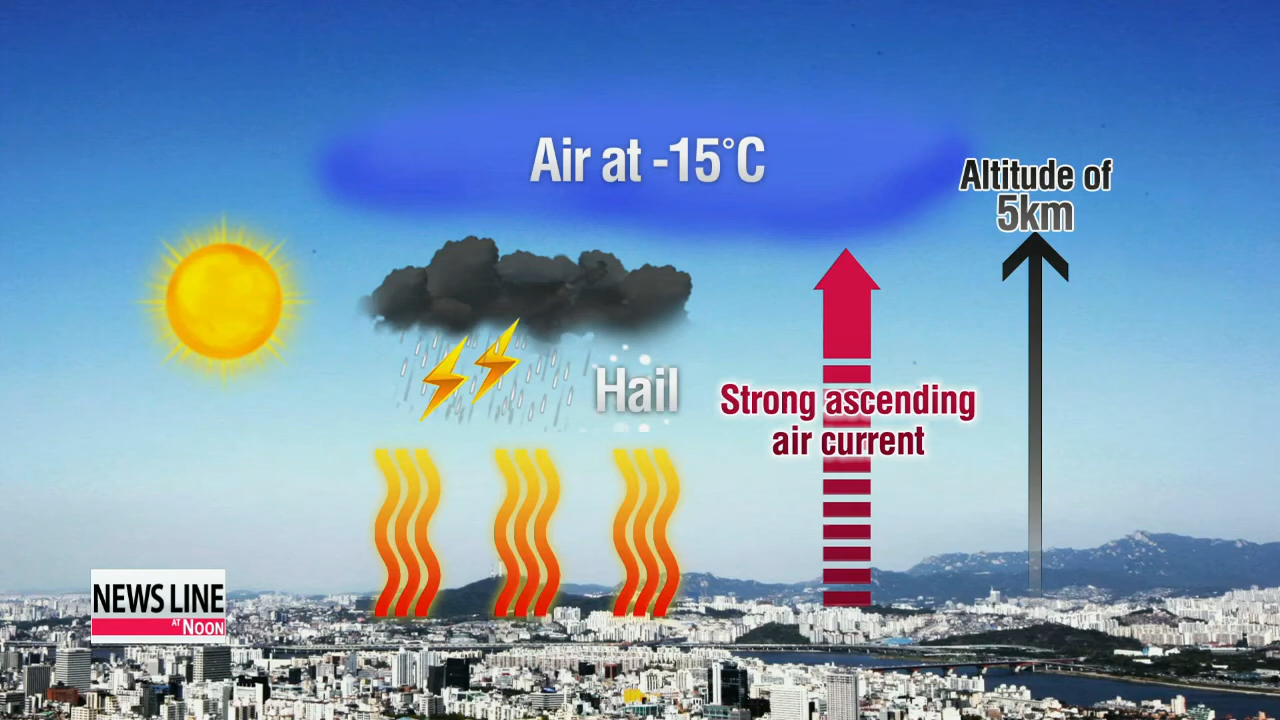 Air at -15°C
Altitude of
5km
Hail
Strong ascending
air current
NEWS LINE
AT NOON